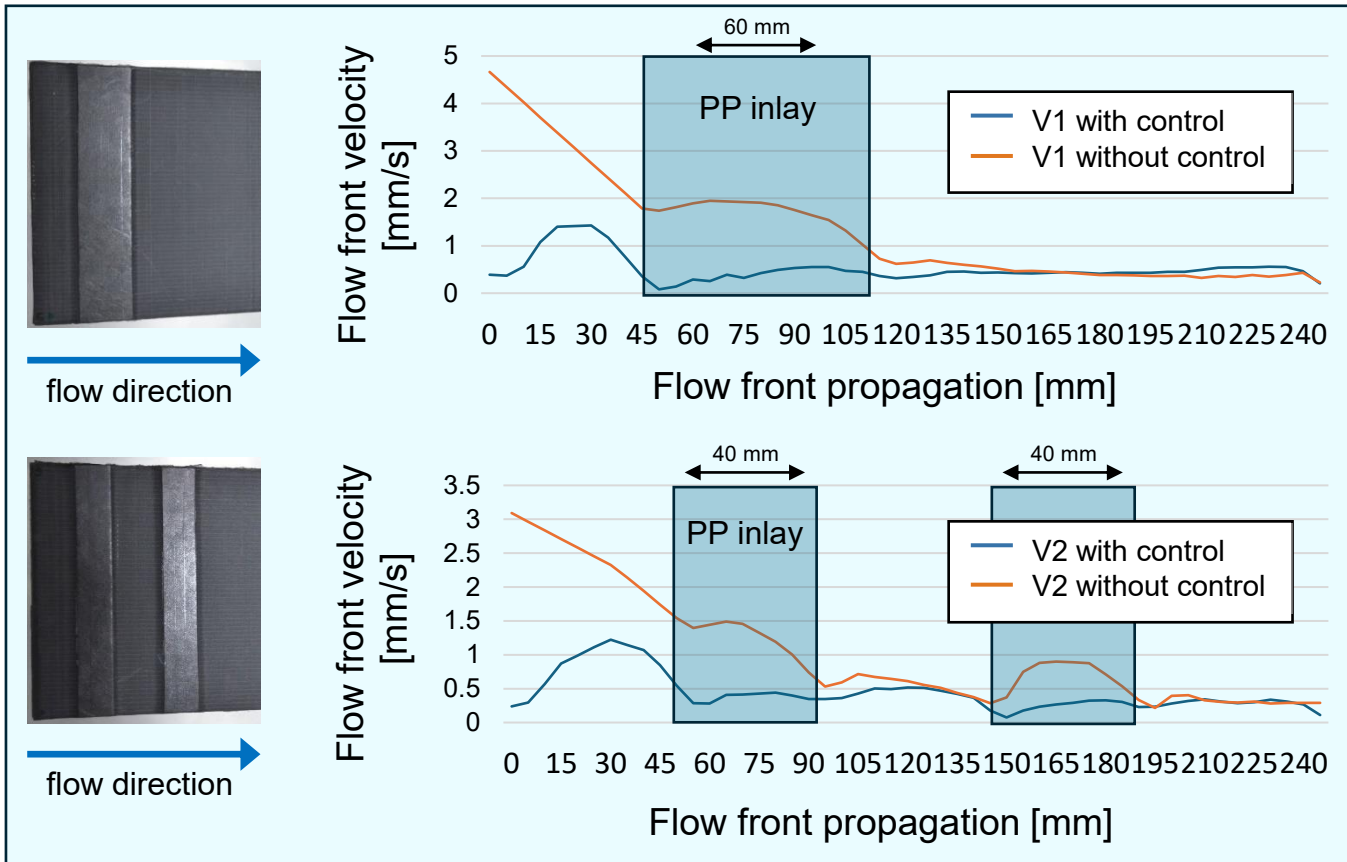 60 mm
5
4
3
2
1
0
Flow front velocity
[mm/s]
PP inlay
V1 with control
V1 without control
0 15 30 45 60 75 90 105 120 135 150 165 180 195 210 225 240
Flow front propagation [mm]
flow direction
40 mm 40 mm
3.5
3
2.5
2
1.5
1
0.5
0
Flow front velocity
[mm/s]
PP inlay
V2 with control
V2 without control
0 15 30 45 60 75 90 105 120 135 150 165 180 195 210 225 240
Flow front propagation [mm]
flow direction